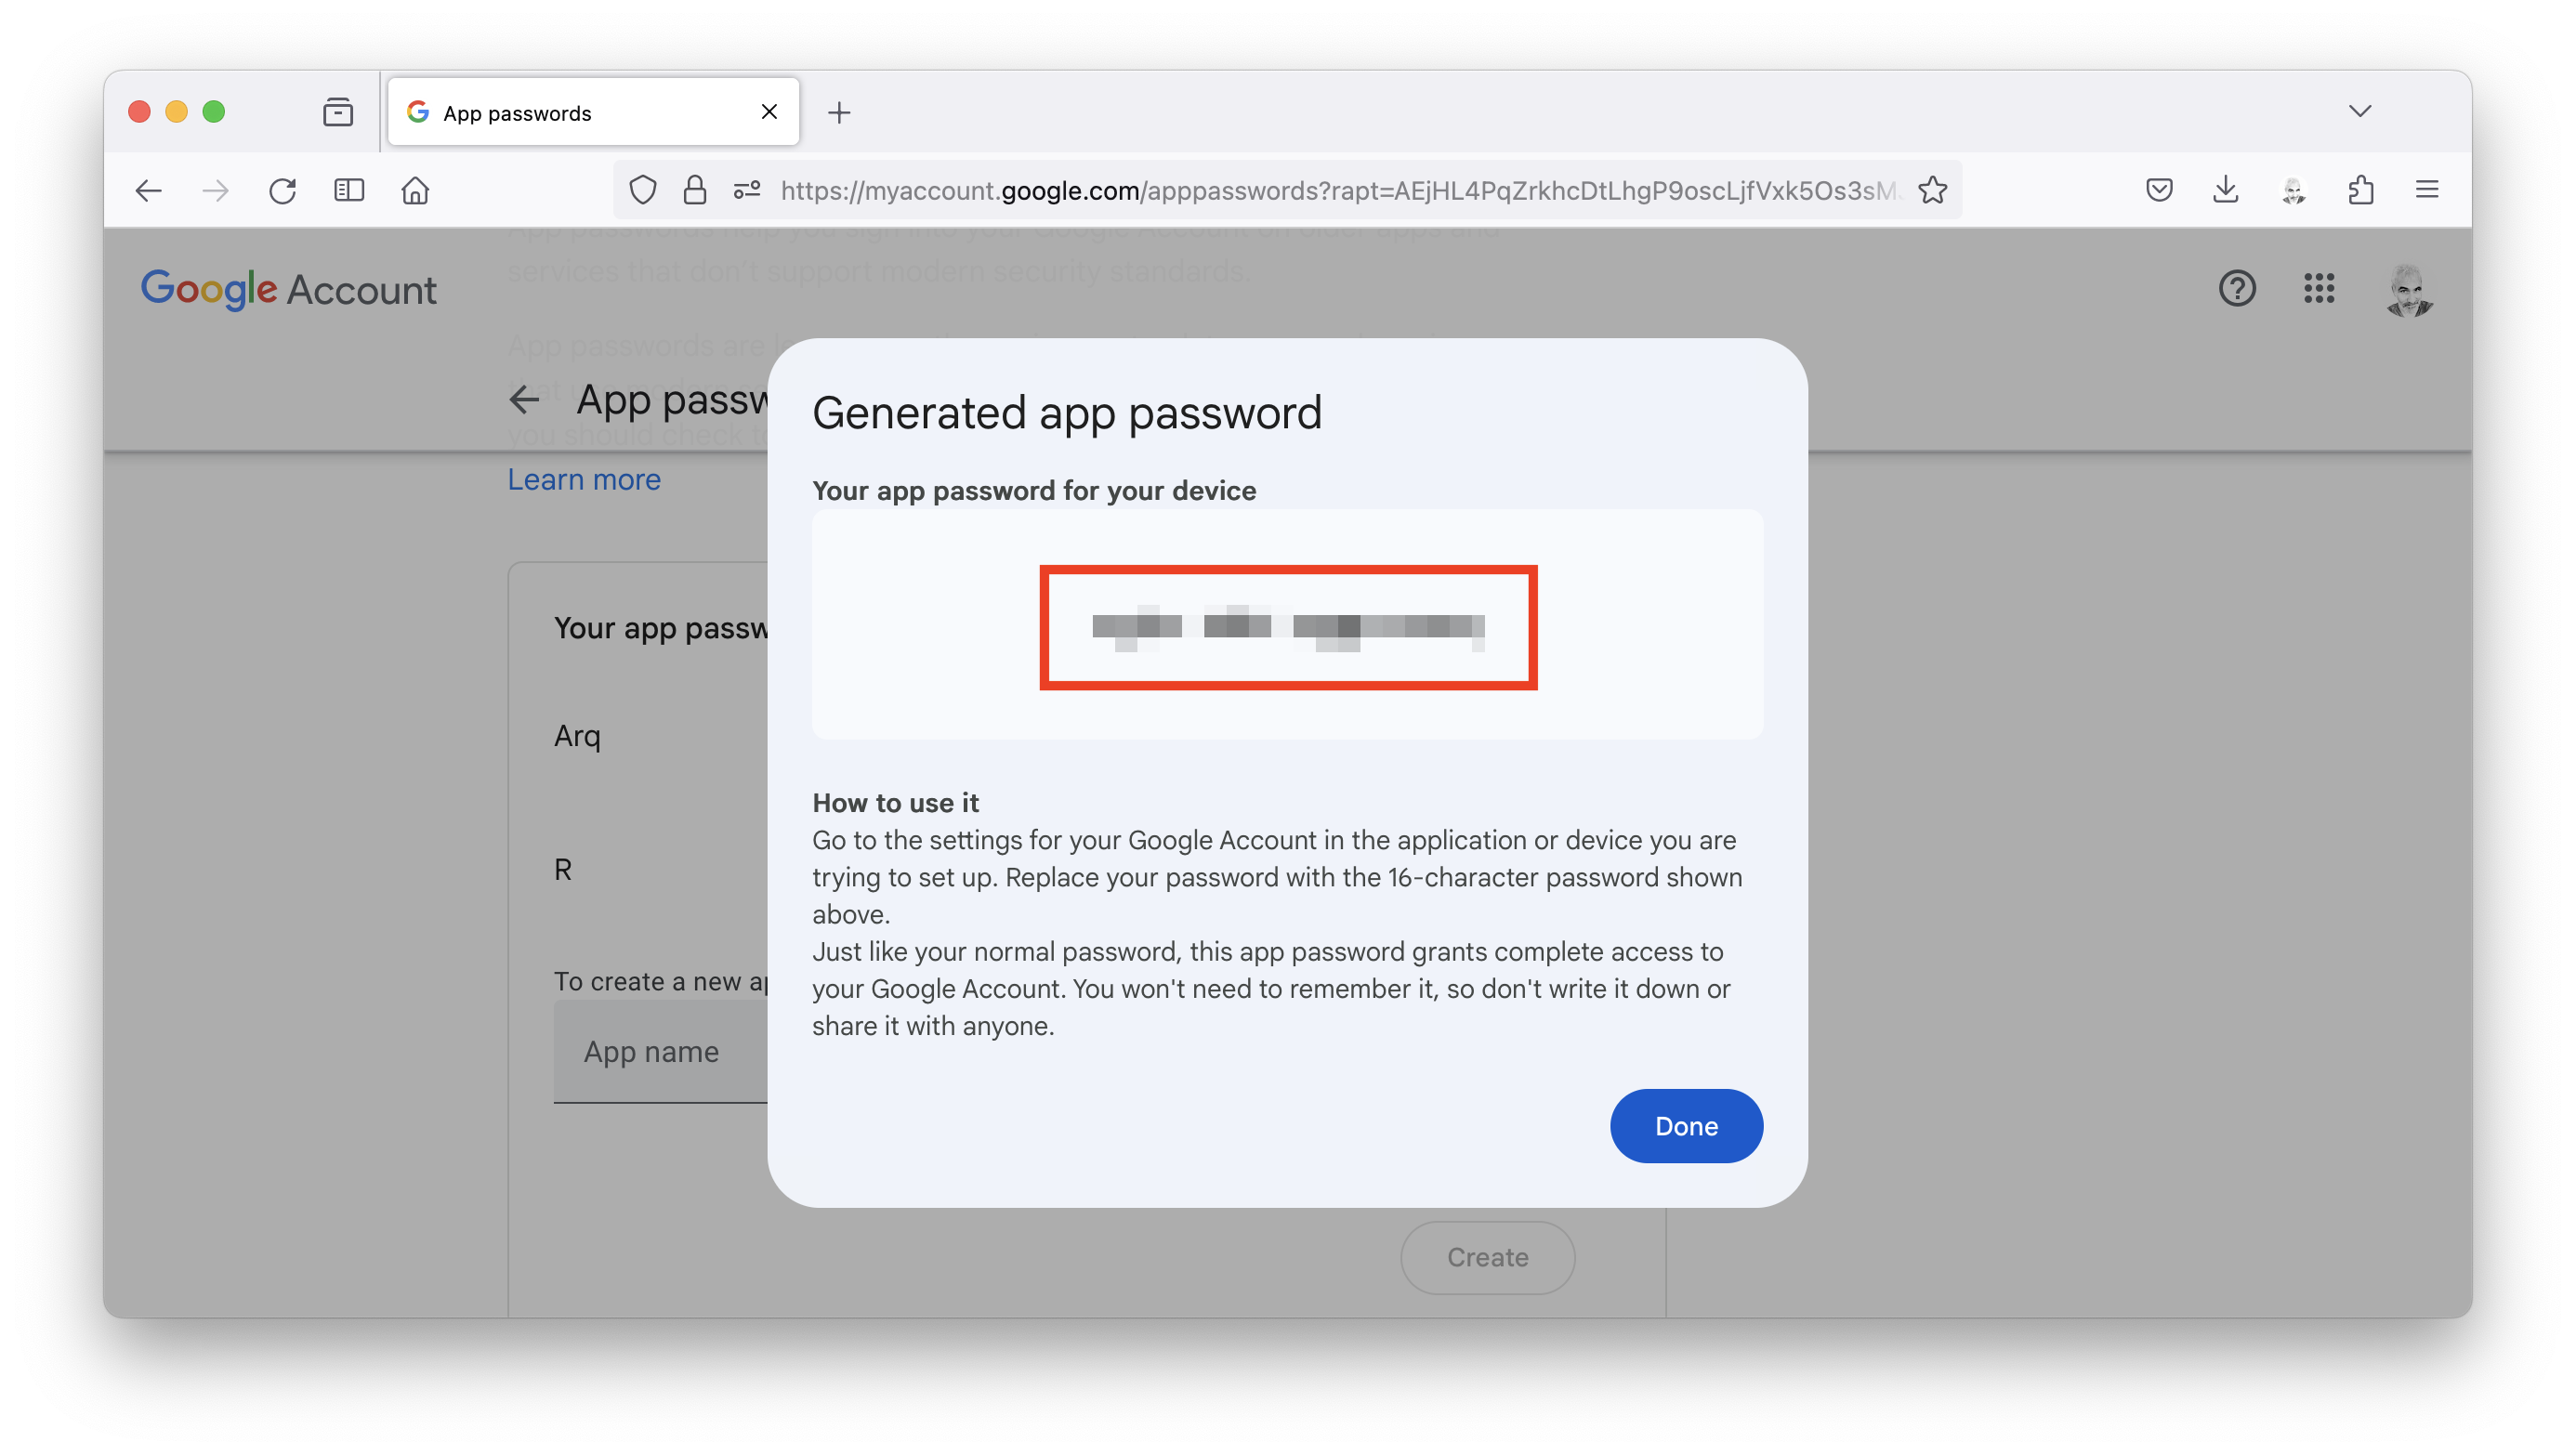 App passwords
https://myaccount.google.com/apppasswords?rapt=AEjHL4PqZrkhcDtLhgP9oscLjfVxk5Os3sM
App passwords help you sign into your Google Account on older apps and
services that don't support modern security standards.
Google Account
App passwords are
that
App passw
you should check
Learn more
Generated app password
Your app password for your device
Your app passw
Arq
R
How to use it
Go to the settings for your Google Account in the application or device you are
trying to set up. Replace your password with the 16-character password shown
above.
Just like your normal password, this app password grants complete access to
your Google Account. You won't need to remember it, so don't write it down or
share it with anyone.
To create a new ap
App name
Done
Create